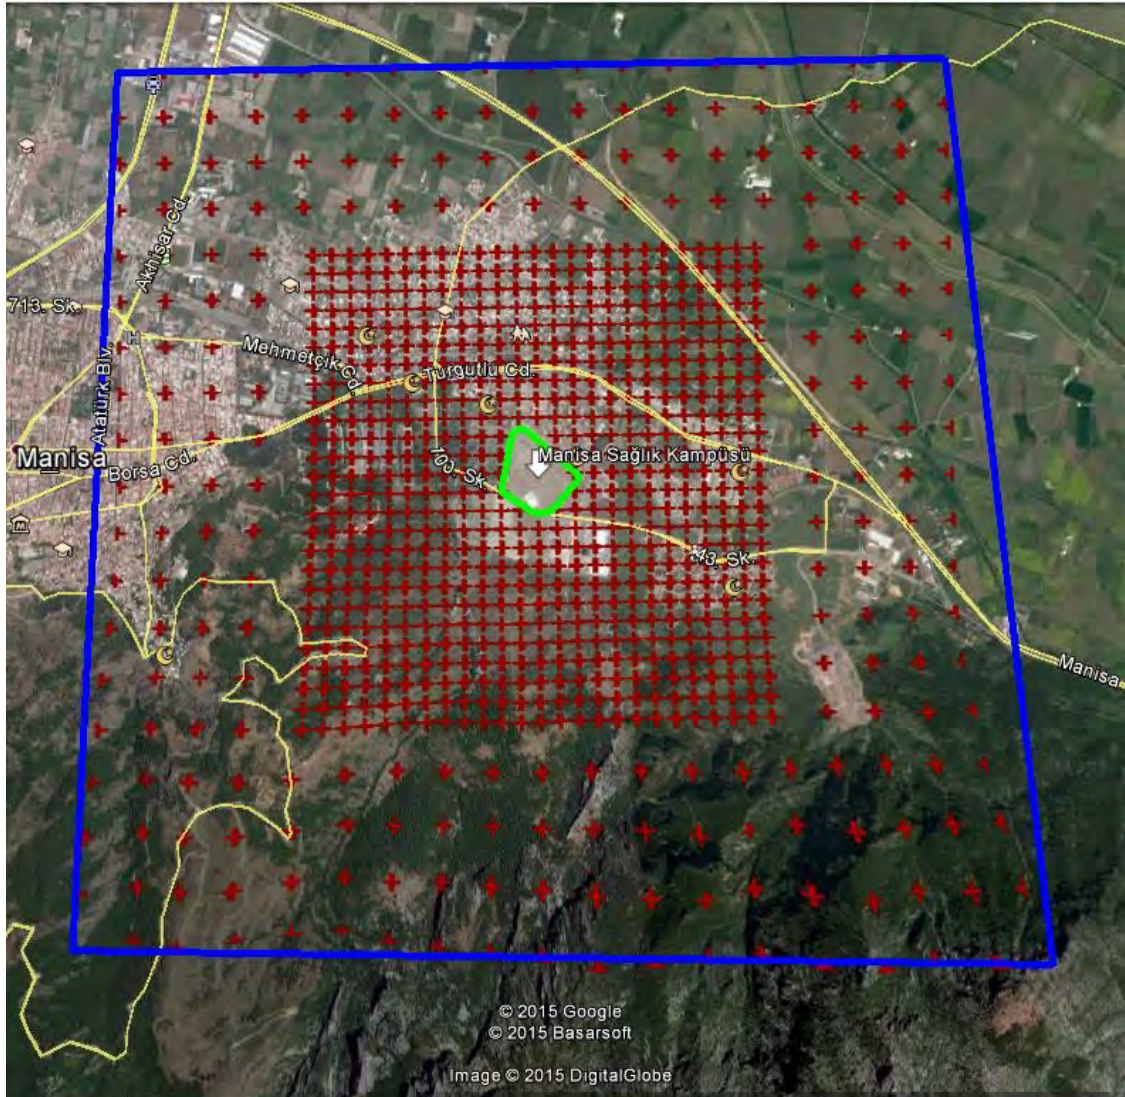 Akhisar Cd.
713. Sk.
Atatürk Blv.
Mehmetçik Cd.
Turgutlu Cd.
Manisa
Borsa Cd.
700. Sk.
Manisa Sağlık Kampüsü
43. Sk.
Manisa
© 2015 Google
© 2015 Basarsoft
Image © 2015 DigitalGlobe